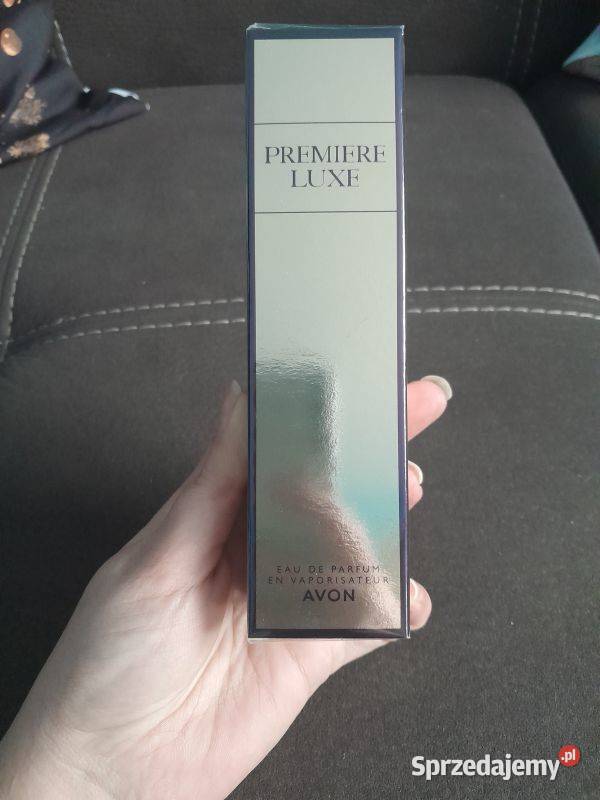 PREMIERE
LUXE
EAU DE PARFUM
EN VAPORISATEUR
AVON
Sprzedajemy.pl